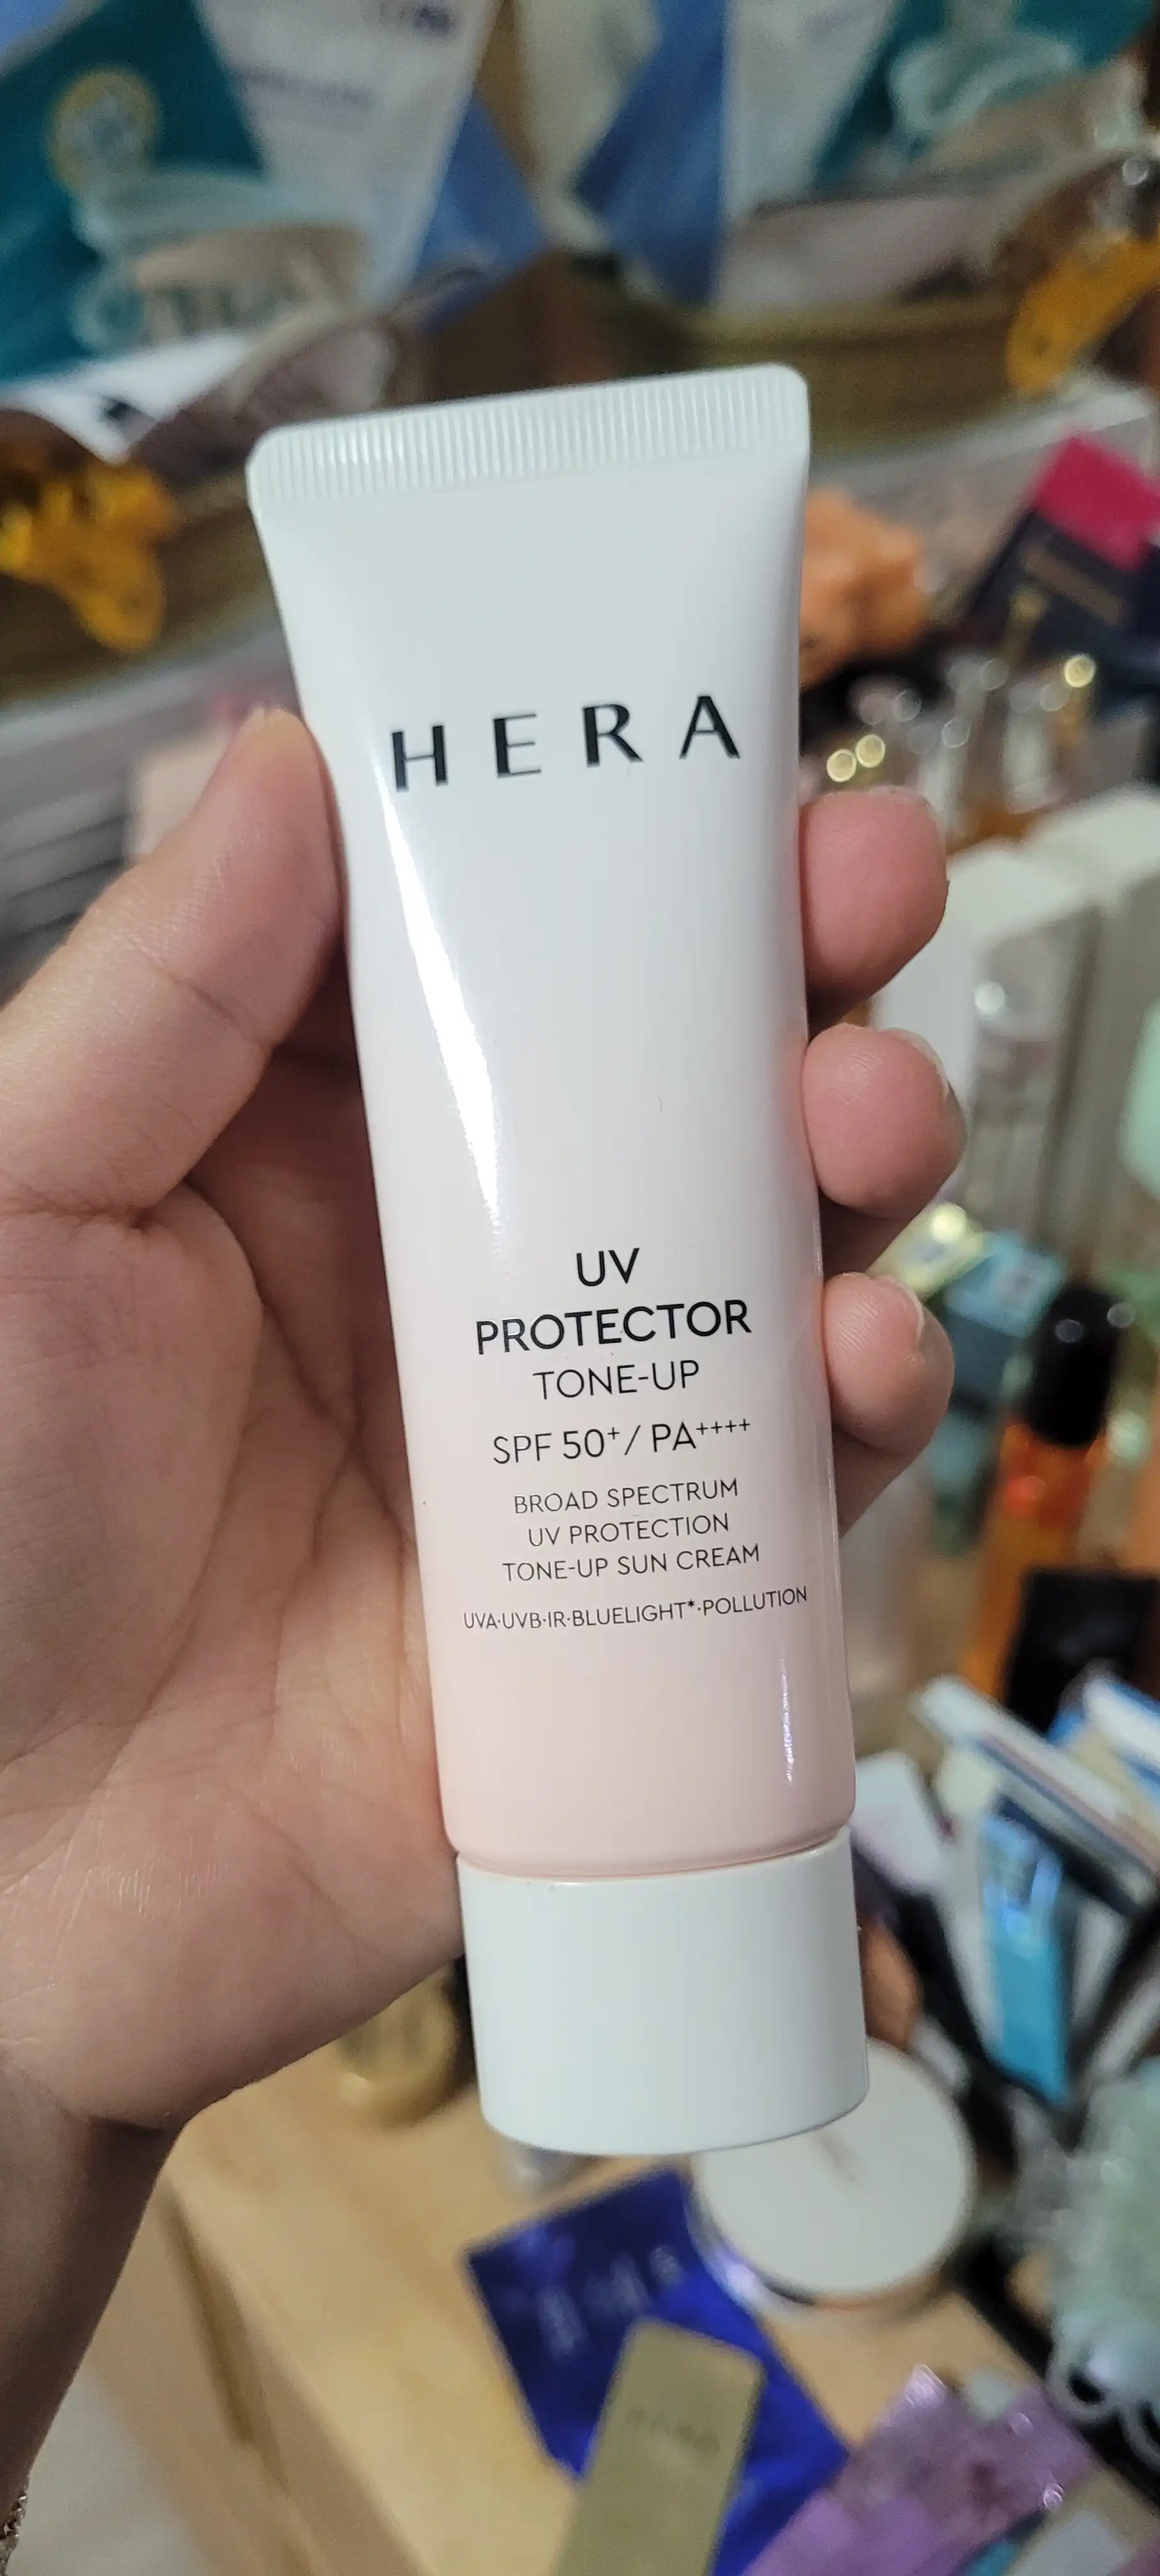 HERA
UV
PROTECTOR
TONE-UP
SPF 50⁺/ PA⁺⁺⁺⁺
BROAD SPECTRUM
UV PROTECTION
TONE-UP SUN CREAM
UVA·UVB·IR·BLUELIGHT*·POLLUTION